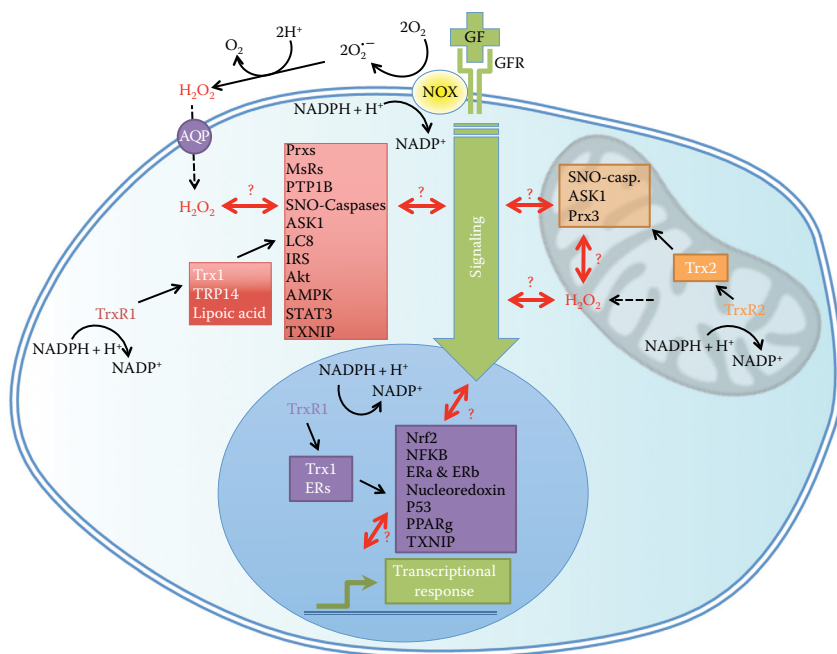 GF
GFR
2O₂
2O₂•−
2H⁺
O₂
H₂O₂
NOX
NADPH + H⁺
NADP⁺
AQP
H₂O₂
?
Prxs
MsRs
PTP1B
SNO-Caspases
ASK1
LC8
IRS
Akt
AMPK
STAT3
TXNIP
?
Signaling
?
SNO-casp.
ASK1
Prx3
?
?
H₂O₂
Trx2
TrxR2
NADPH + H⁺
NADP⁺
Trx1
TRP14
Lipoic acid
TrxR1
NADPH + H⁺
NADP⁺
NADPH + H⁺
NADP⁺
?
TrxR1
Trx1
ERs
Nrf2
NFKB
ERa & ERb
Nucleoredoxin
P53
PPARg
TXNIP
?
Transcriptional
response